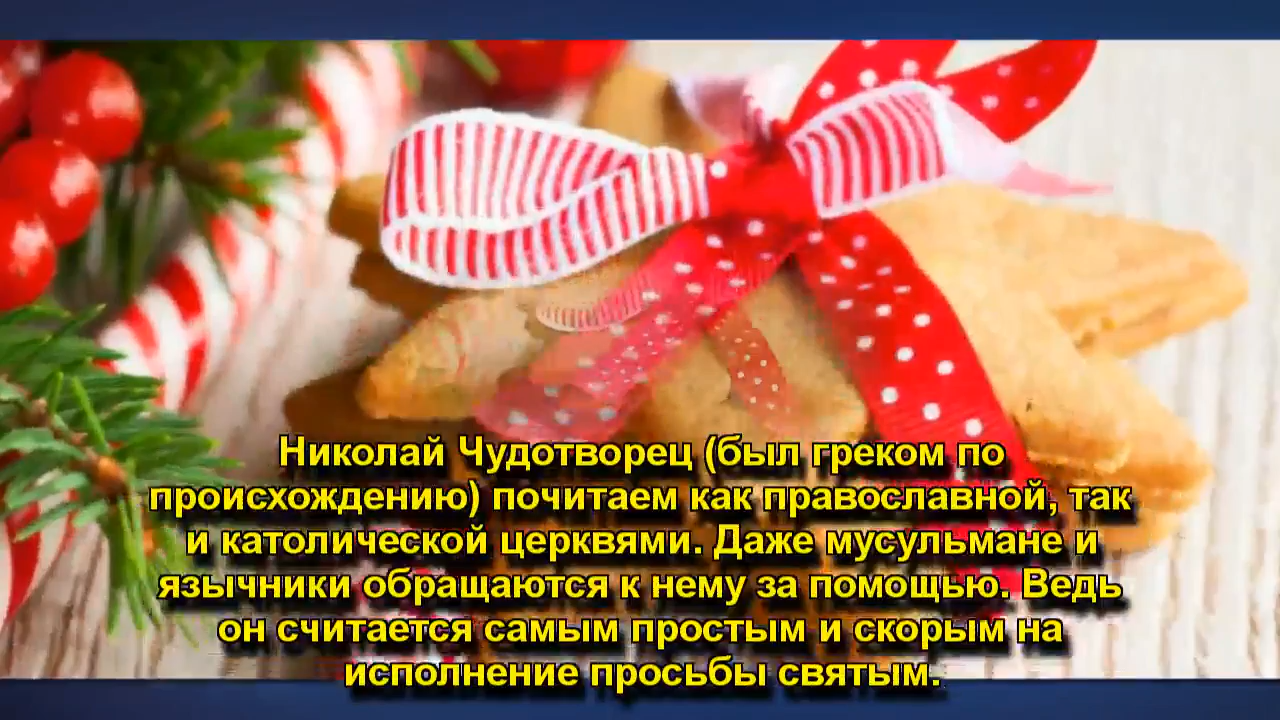 Николай Чудотворец (был греком по
происхождению) почитаем как православной, так
и католической церквями. Даже мусульмане и
язычники обращаются к нему за помощью. Ведь
он считается самым простым и скорым на
исполнение просьбы святым.